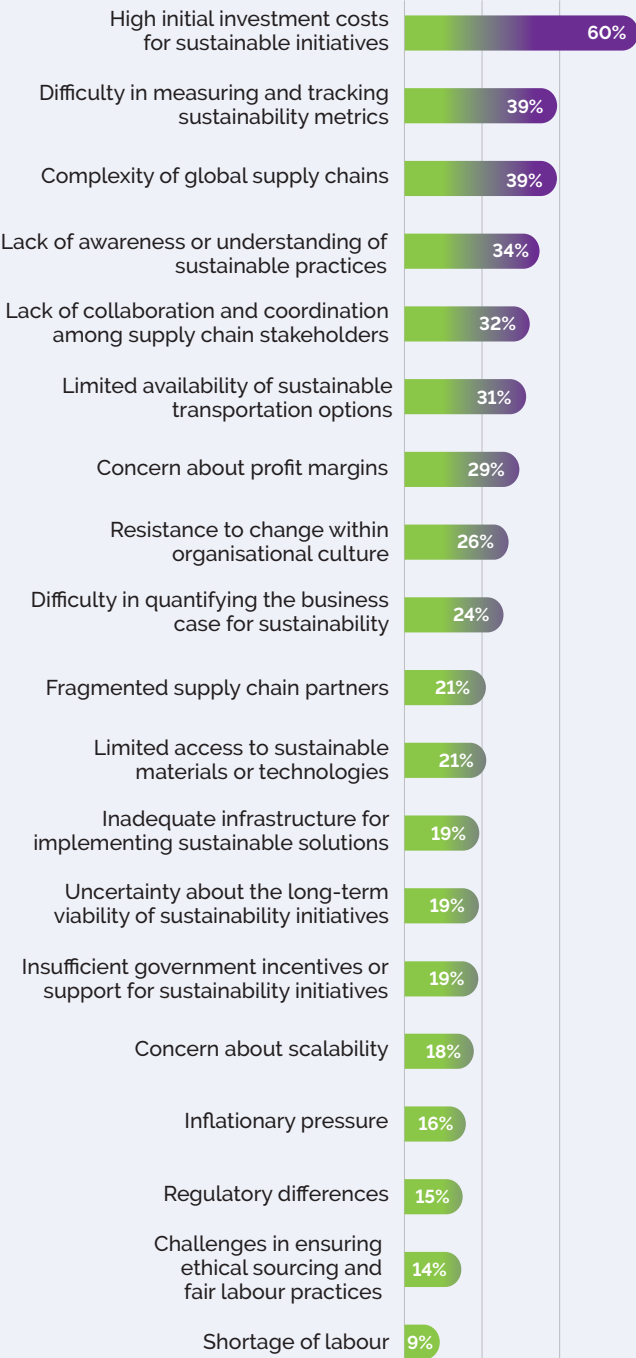 High initial investment costs
for sustainable initiatives
60%
Difficulty in measuring and tracking
sustainability metrics
39%
Complexity of global supply chains
39%
Lack of awareness or understanding of
sustainable practices
34%
Lack of collaboration and coordination
among supply chain stakeholders
32%
Limited availability of sustainable
transportation options
31%
Concern about profit margins
29%
Resistance to change within
organisational culture
26%
Difficulty in quantifying the business
case for sustainability
24%
Fragmented supply chain partners
21%
Limited access to sustainable
materials or technologies
21%
Inadequate infrastructure for
implementing sustainable solutions
19%
Uncertainty about the long-term
viability of sustainability initiatives
19%
Insufficient government incentives or
support for sustainability initiatives
19%
Concern about scalability
18%
Inflationary pressure
16%
Regulatory differences
15%
Challenges in ensuring
ethical sourcing and
fair labour practices
14%
Shortage of labour
9%